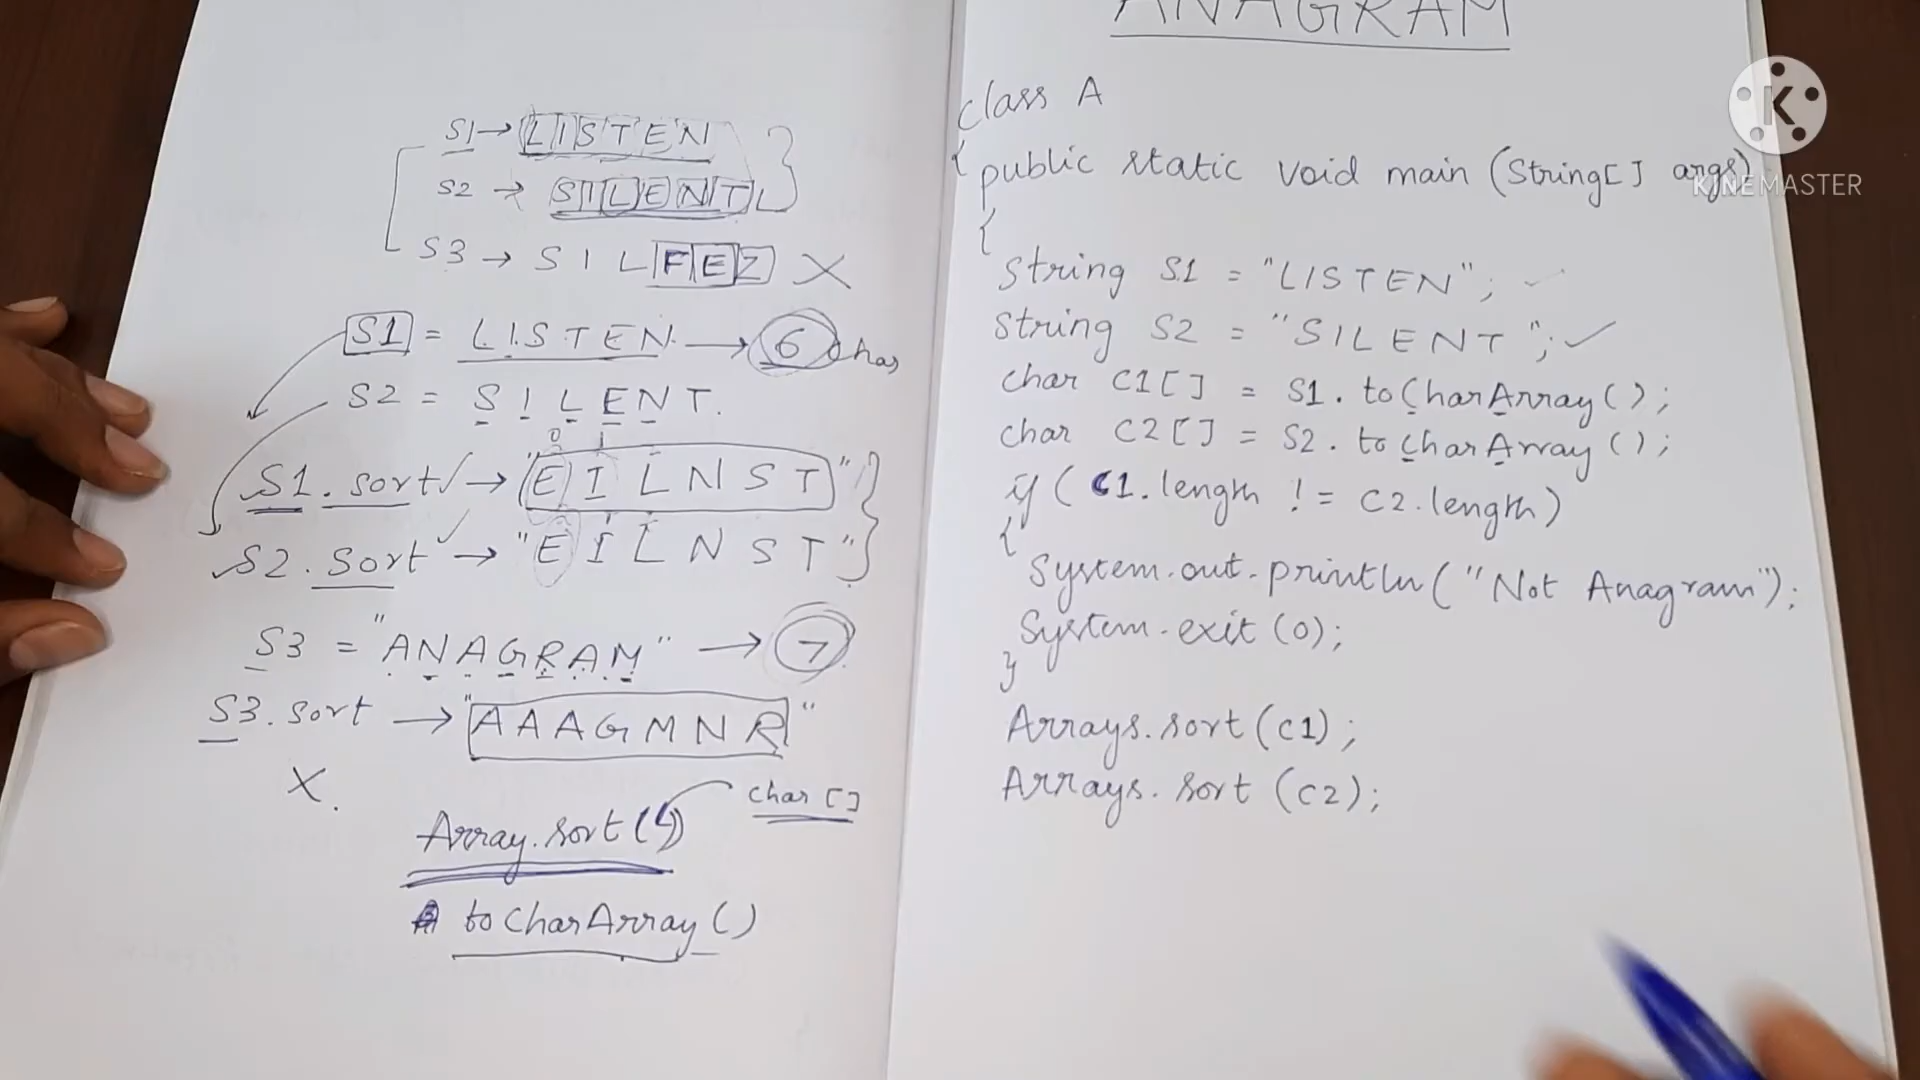 S1 → LISTEN
S2 → SILENT
S3 → SILFEZ X
S1 = LISTEN → 6 char
S2 = SILENT.
0 1
S1.sort ✓ → "EILNST"
S2.sort ✓ → "EILNST"
S3 = "ANAGRAM" → 7
S3.sort → "AAAGMNR"
X.
char []
Array.sort()
toCharArray()
ANAGRAM
class A
{ public static void main (String[] args)
{
String S1 = "LISTEN"; ✓
String S2 = "SILENT"; ✓
char C1[] = S1.toCharArray();
char C2[] = S2.toCharArray();
if (C1.length != C2.length)
{
System.out.println("Not Anagram");
System.exit(0);
}
Arrays.sort(c1);
Arrays.sort(c2);
K
KINEMASTER